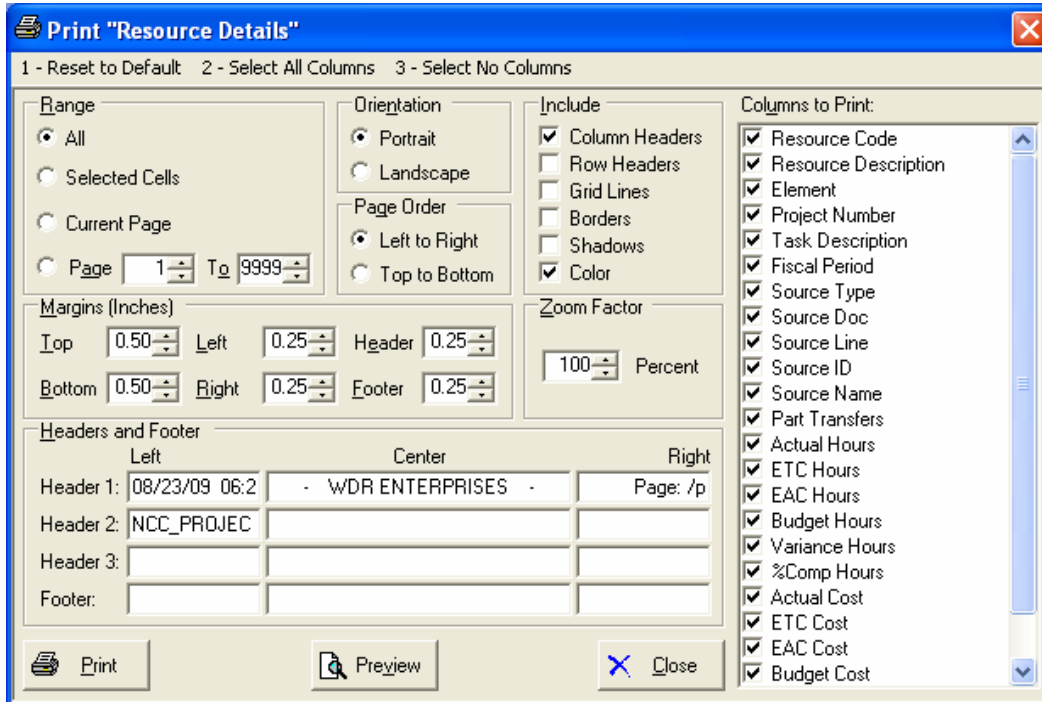 Print "Resource Details"
1 - Reset to Default 2 - Select All Columns 3 - Select No Columns
Range
All
Selected Cells
Current Page
Page 1 To 9999
Orientation
Portrait
Landscape
Page Order
Left to Right
Top to Bottom
Include
Column Headers
Row Headers
Grid Lines
Borders
Shadows
Color
Margins (Inches)
Top 0.50 Left 0.25 Header 0.25
Bottom 0.50 Right 0.25 Footer 0.25
Zoom Factor
100 Percent
Headers and Footer
Left Center Right
Header 1: 08/23/09 06:2 - WDR ENTERPRISES - Page: /p
Header 2: NCC_PROJEC
Header 3:
Footer:
Print Preview Close
Columns to Print:
Resource Code
Resource Description
Element
Project Number
Task Description
Fiscal Period
Source Type
Source Doc
Source Line
Source ID
Source Name
Part Transfers
Actual Hours
ETC Hours
EAC Hours
Budget Hours
Variance Hours
%Comp Hours
Actual Cost
ETC Cost
EAC Cost
Budget Cost